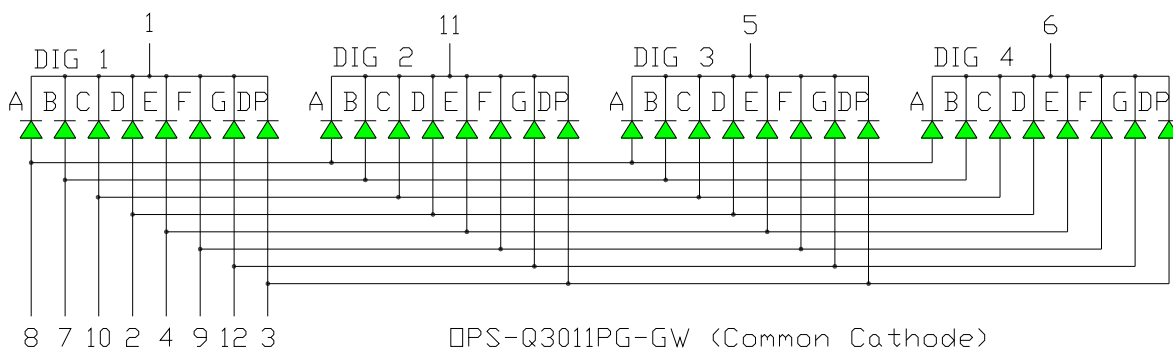 1 11 5 6
DIG 1 DIG 2 DIG 3 DIG 4
A B C D E F G DP A B C D E F G DP A B C D E F G DP A B C D E F G DP
8 7 10 2 4 9 12 3 OPS-Q3011PG-GW (Common Cathode)